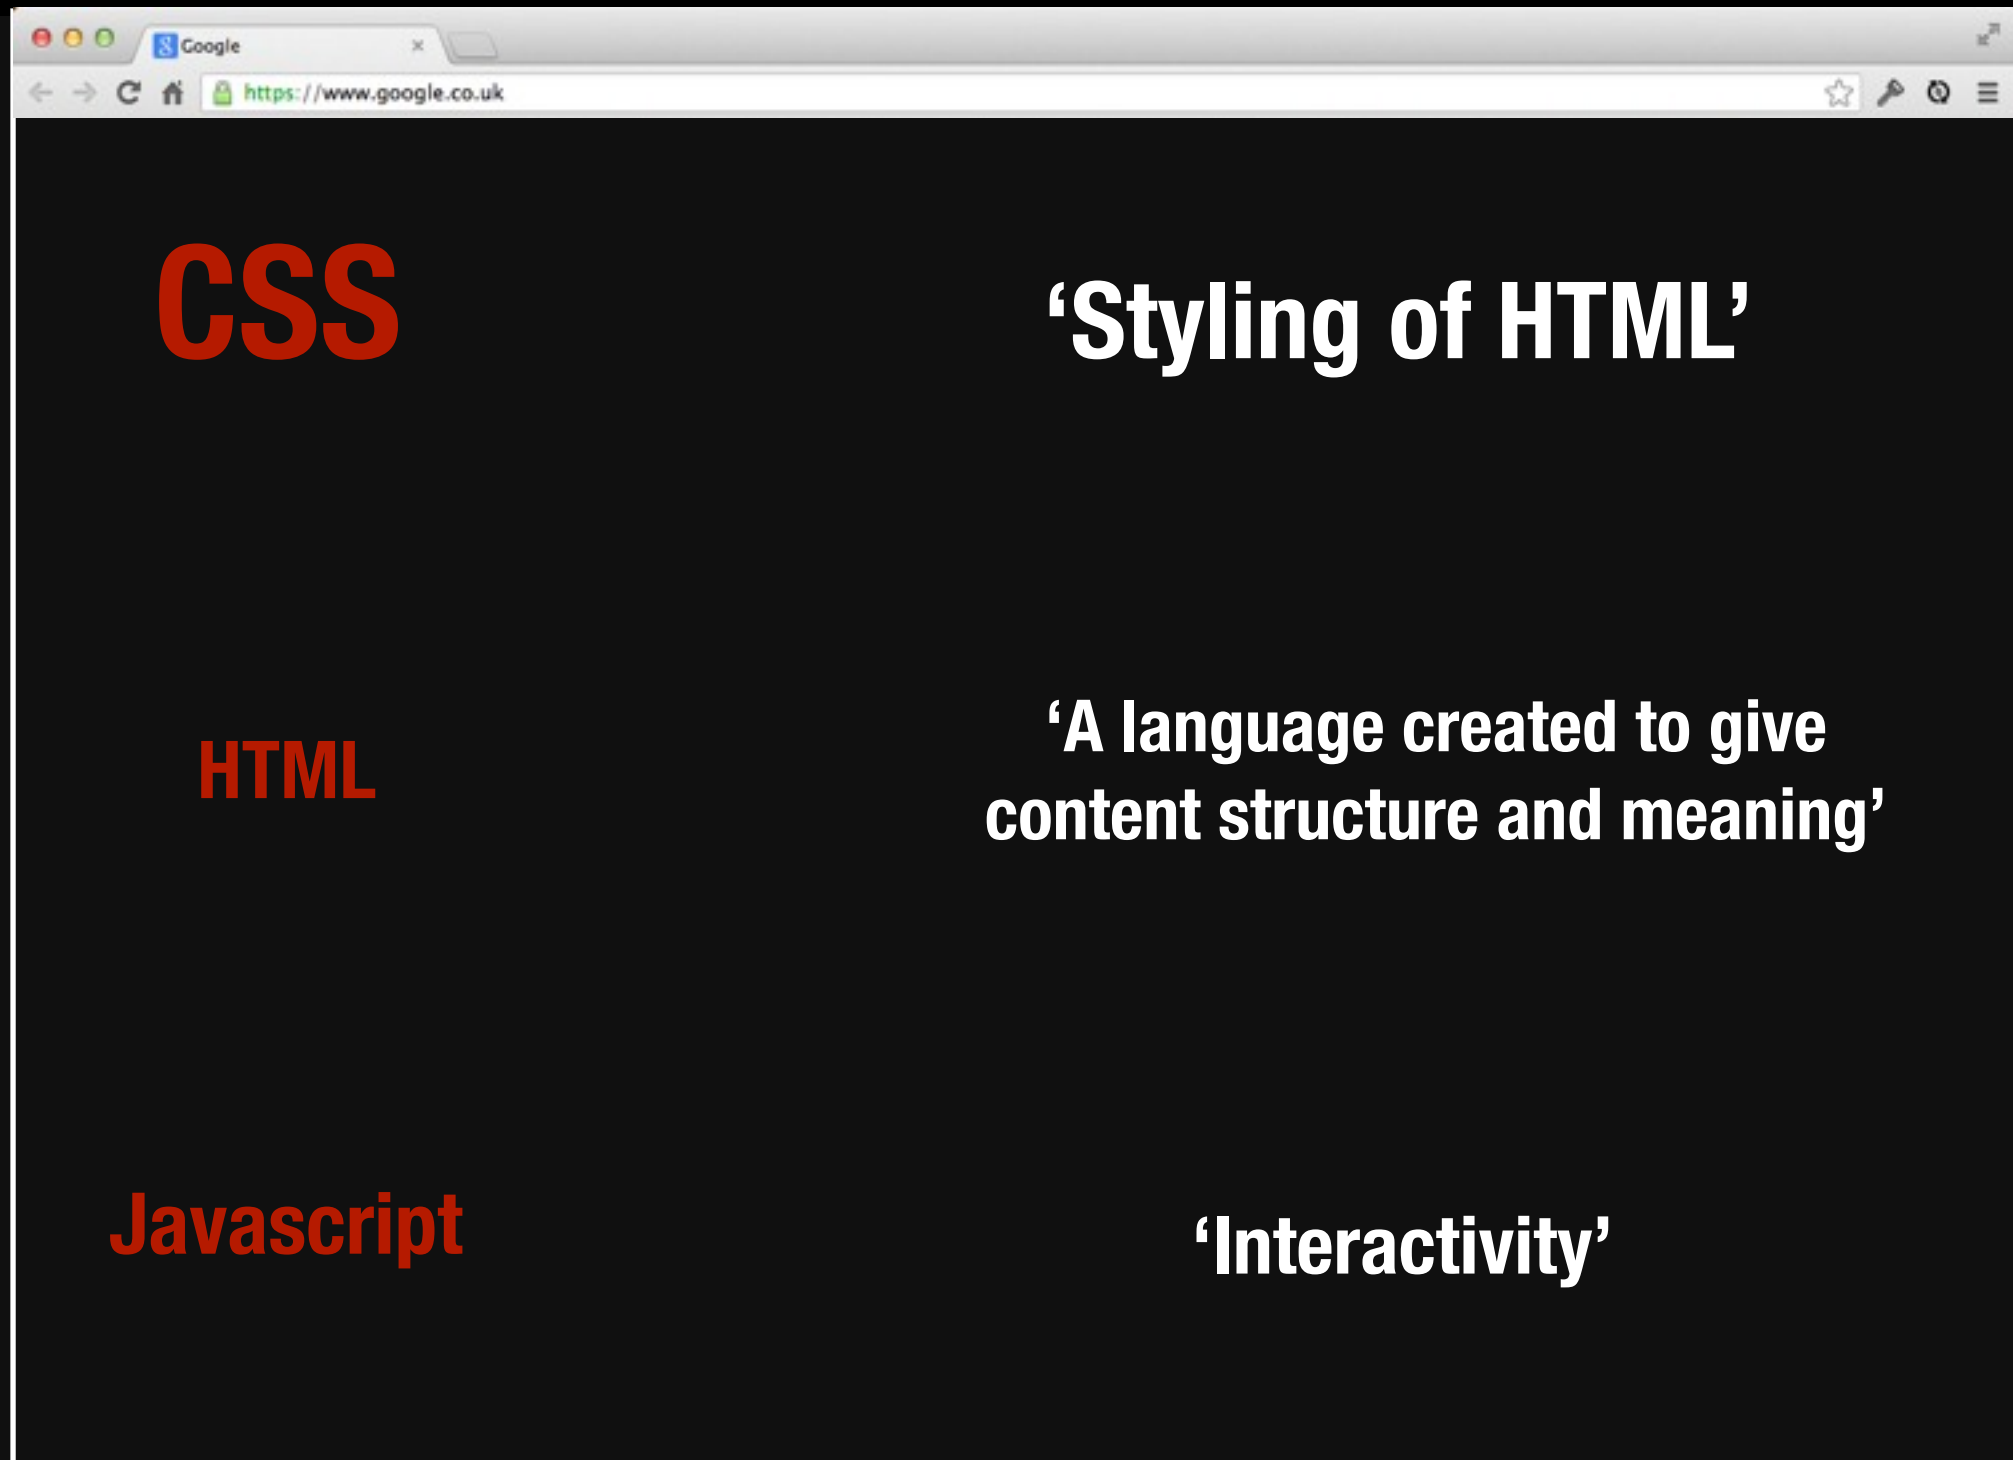 Google
https://www.google.co.uk
CSS
‘Styling of HTML’
HTML
‘A language created to give
content structure and meaning’
Javascript
‘Interactivity’